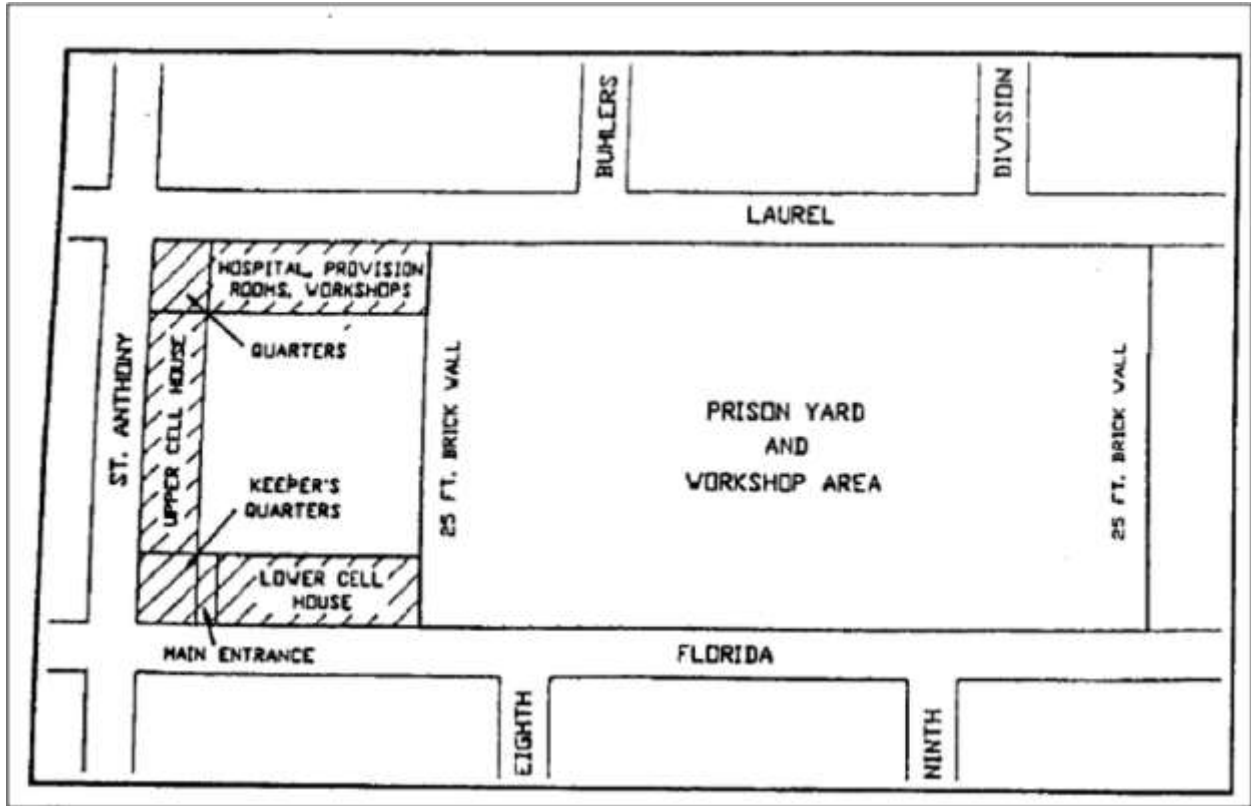 BUHLERS
DIVISION
LAUREL
HOSPITAL, PROVISION
ROOMS, WORKSHOPS
QUARTERS
ST. ANTHONY
UPPER CELL HOUSE
25 FT. BRICK WALL
PRISON YARD
AND
WORKSHOP AREA
25 FT. BRICK WALL
KEEPER'S
QUARTERS
LOWER CELL
HOUSE
MAIN ENTRANCE
FLORIDA
EIGHTH
NINTH